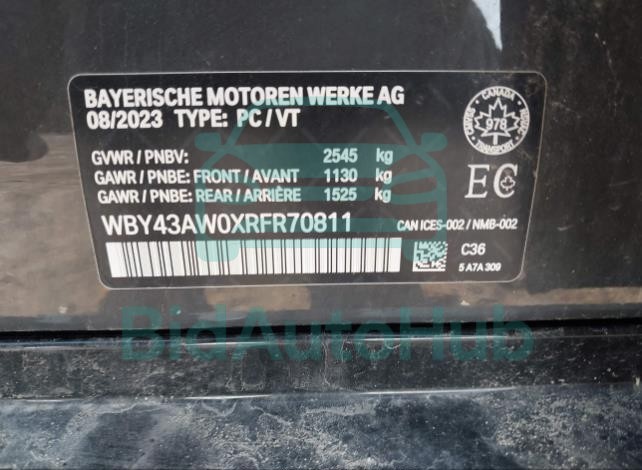 BAYERISCHE MOTOREN WERKE AG
08/2023 TYPE: PC/VT
GVWR / PNBV: 2545 kg
GAWR / PNBE: FRONT / AVANT 1130 kg
GAWR / PNBE: REAR / ARRIÈRE 1525 kg
WBY43AW0XRFR70811
CAN ICES-002 / NMB-002
C36
5 A7A 309
CANADA
978
TRANSPORT
EC
BidAutoHub